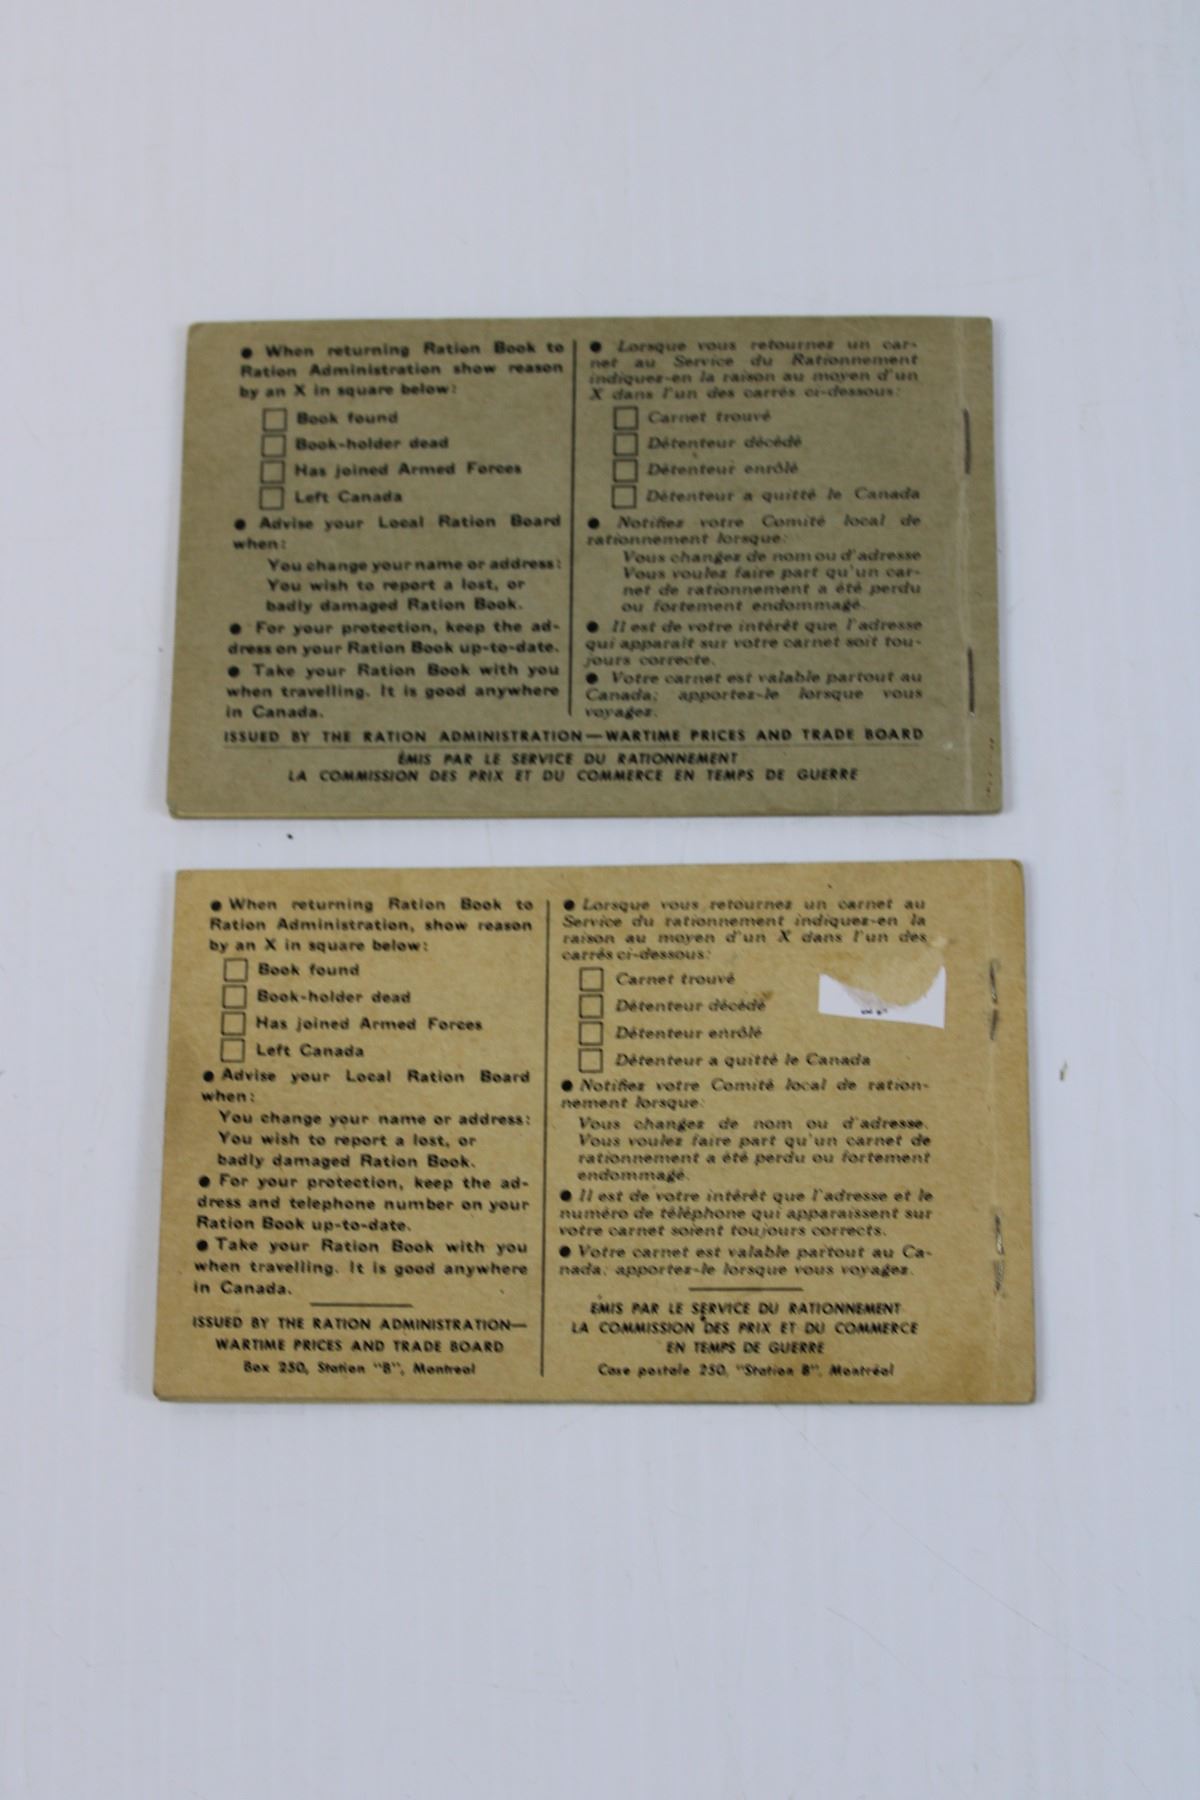 ● When returning Ration Book to
Ration Administration show reason
by an X in square below:
Book found
Book-holder dead
Has joined Armed Forces
Left Canada
● Advise your Local Ration Board
when:
You change your name or address:
You wish to report a lost, or
badly damaged Ration Book.
● For your protection, keep the ad-
dress on your Ration Book up-to-date.
● Take your Ration Book with you
when travelling. It is good anywhere
in Canada.
● Lorsque vous retournez un car-
net au Service du Rationnement
indiquez-en la raison au moyen d'un
X dans l'un des carrés ci-dessous:
Carnet trouvé
Détenteur décédé
Détenteur enrôlé
Détenteur a quitté le Canada
● Notifiez votre Comité local de
rationnement lorsque:
Vous changez de nom ou d'adresse
Vous voulez faire part qu'un car-
net de rationnement a été perdu
ou fortement endommagé.
● Il est de votre intérêt que l'adresse
qui apparaît sur votre carnet soit tou-
jours correcte.
● Votre carnet est valable partout au
Canada; apportez-le lorsque vous
voyagez.
ISSUED BY THE RATION ADMINISTRATION—WARTIME PRICES AND TRADE BOARD
ÉMIS PAR LE SERVICE DU RATIONNEMENT
LA COMMISSION DES PRIX ET DU COMMERCE EN TEMPS DE GUERRE
● When returning Ration Book to
Ration Administration, show reason
by an X in square below:
Book found
Book-holder dead
Has joined Armed Forces
Left Canada
● Advise your Local Ration Board
when:
You change your name or address:
You wish to report a lost, or
badly damaged Ration Book.
● For your protection, keep the ad-
dress and telephone number on your
Ration Book up-to-date.
● Take your Ration Book with you
when travelling. It is good anywhere
in Canada.
ISSUED BY THE RATION ADMINISTRATION—
WARTIME PRICES AND TRADE BOARD
Box 250, Station "B", Montreal
● Lorsque vous retournez un carnet au
Service du rationnement indiquez-en la
raison au moyen d'un X dans l'un des
carrés ci-dessous:
Carnet trouvé
Détenteur décédé
Détenteur enrôlé
Détenteur a quitté le Canada
● Notifiez votre Comité local de ration-
nement lorsque:
Vous changez de nom ou d'adresse.
Vous voulez faire part qu'un carnet de
rationnement a été perdu ou fortement
endommagé.
● Il est de votre intérêt que l'adresse et le
numéro de téléphone qui apparaissent sur
votre carnet soient toujours corrects.
● Votre carnet est valable partout au Ca-
nada; apportez-le lorsque vous voyagez.
ÉMIS PAR LE SERVICE DU RATIONNEMENT
LA COMMISSION DES PRIX ET DU COMMERCE
EN TEMPS DE GUERRE
Case postale 250, "Station B", Montréal